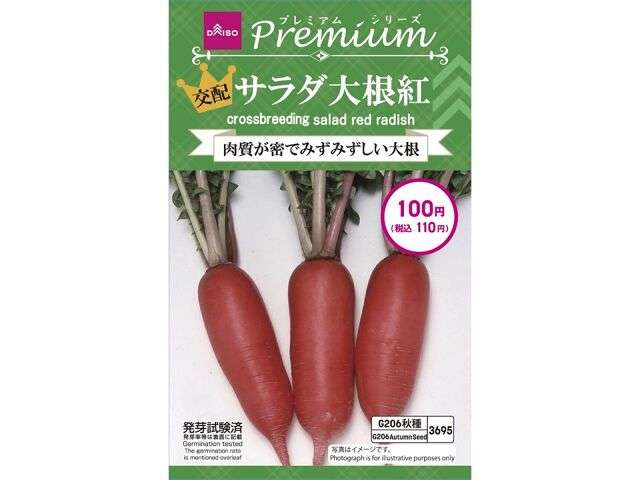 DAISO
プレミアム シリーズ
Premium
交配
サラダ大根紅
crossbreeding salad red radish
肉質が密でみずみずしい大根
100円
(税込 110円)
発芽試験済
発芽率等は裏面に記載
Germination tested
The germination rate
is mentioned overleaf
G206秋種
G206AutumnSeed
3695
写真はイメージです。
Photograph is for illustrative purposes only